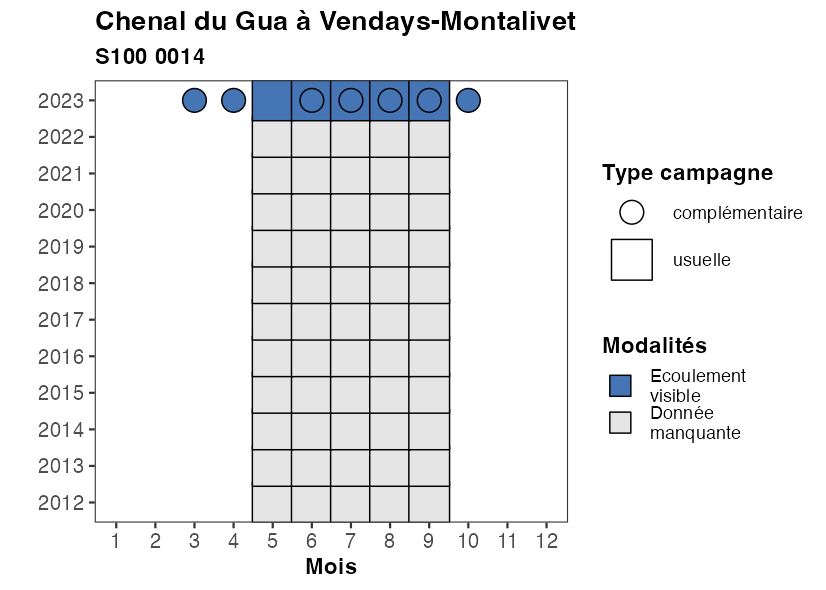 Chenal du Gua à Vendays-Montalivet
S100 0014
2023
2022
2021
2020
2019
2018
2017
2016
2015
2014
2013
2012
1 2 3 4 5 6 7 8 9 10 11 12
Mois
Type campagne
complémentaire
usuelle
Modalités
Ecoulement
visible
Donnée
manquante